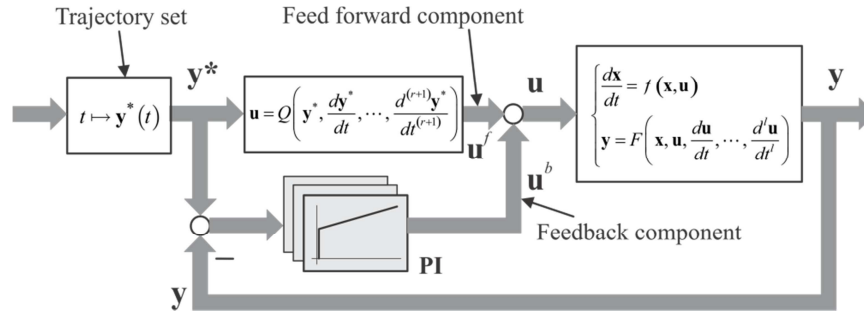 Trajectory set
Feed forward component
y*
u
y
t ↦ y*(t)
u = Q(y*, dy*/dt, ⋯, d^(r+1)y*/dt^(r+1))
dx/dt = f(x,u)
y = F(x, u, du/dt, ⋯, d^l u/dt^l)
u^f
u^b
Feedback component
PI
−
y